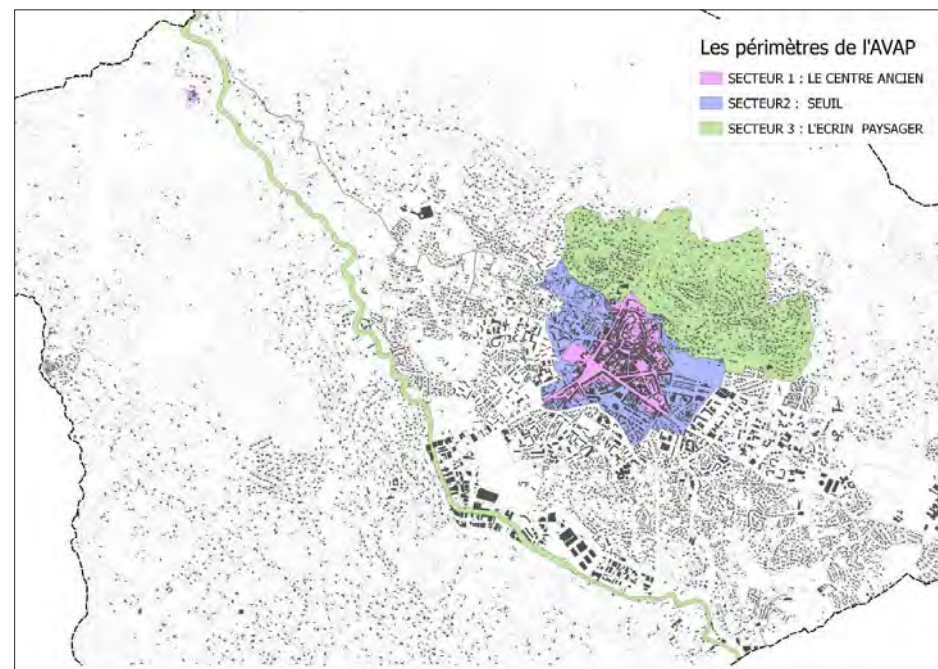 Les périmètres de l'AVAP
SECTEUR 1 : LE CENTRE ANCIEN
SECTEUR2 : SEUIL
SECTEUR 3 : L'ECRIN PAYSAGER